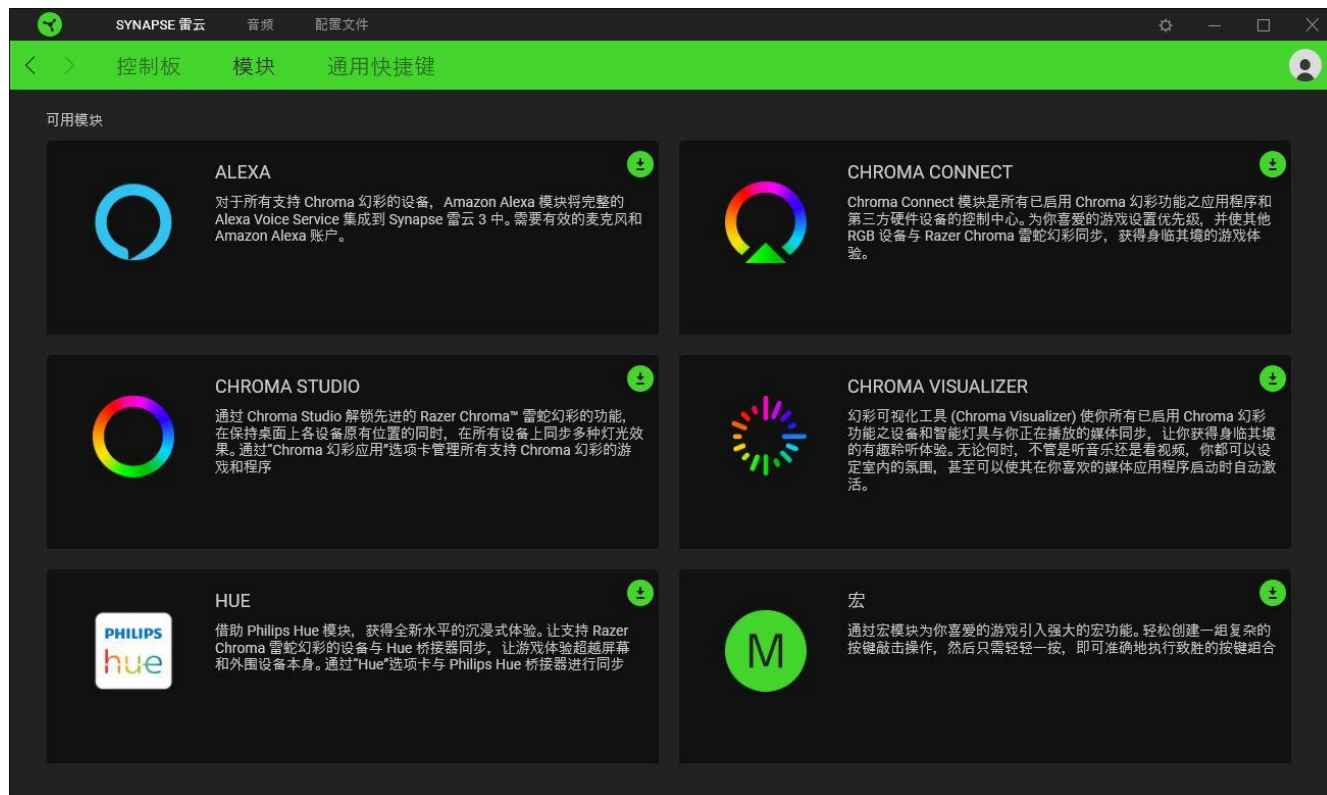 SYNAPSE 雷云 音频 配置文件
控制板 模块 通用快捷键
可用模块
ALEXA
对于所有支持 Chroma 幻彩的设备，Amazon Alexa 模块将完整的
Alexa Voice Service 集成到 Synapse 雷云 3 中。需要有效的麦克风和
Amazon Alexa 账户。
CHROMA CONNECT
Chroma Connect 模块是所有已启用 Chroma 幻彩功能之应用程序和
第三方硬件设备的控制中心。为你喜爱的游戏设置优先级，并使其他
RGB 设备与 Razer Chroma 雷蛇幻彩同步，获得身临其境的游戏体
验。
CHROMA STUDIO
通过 Chroma Studio 解锁先进的 Razer Chroma™ 雷蛇幻彩的功能，
在保持桌面上各设备原有位置的同时，在所有设备上同步多种灯光效
果。通过“Chroma 幻彩应用”选项卡管理所有支持 Chroma 幻彩的游
戏和程序
CHROMA VISUALIZER
幻彩可视化工具 (Chroma Visualizer) 使你所有已启用 Chroma 幻彩
功能之设备和智能灯具与你正在播放的媒体同步，让你获得身临其境
的有趣聆听体验。无论何时，不管是听音乐还是看视频，你都可以设
定室内的氛围，甚至可以使其在你喜欢的媒体应用程序启动时自动激
活。
PHILIPS
hue
HUE
借助 Philips Hue 模块，获得全新水平的沉浸式体验。让支持 Razer
Chroma 雷蛇幻彩的设备与 Hue 桥接器同步，让游戏体验超越屏幕
和外围设备本身。通过“Hue”选项卡与 Philips Hue 桥接器进行同步
M
宏
通过宏模块为你喜爱的游戏引入强大的宏功能。轻松创建一组复杂的
按键敲击操作，然后只需轻轻一按，即可准确地执行致胜的按键组合